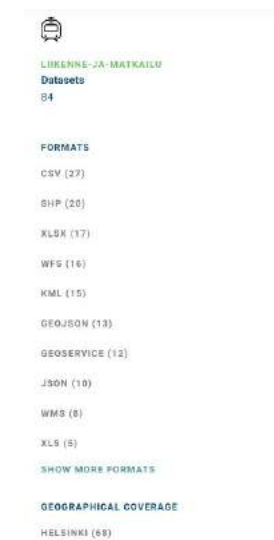 LIIKENNE-JA-MATKAILU
Datasets
84
FORMATS
CSV (27)
SHP (20)
XLSX (17)
WFS (16)
KML (15)
GEOJSON (13)
GEOSERVICE (12)
JSON (10)
WMS (8)
XLS (5)
SHOW MORE FORMATS
GEOGRAPHICAL COVERAGE
HELSINKI (68)